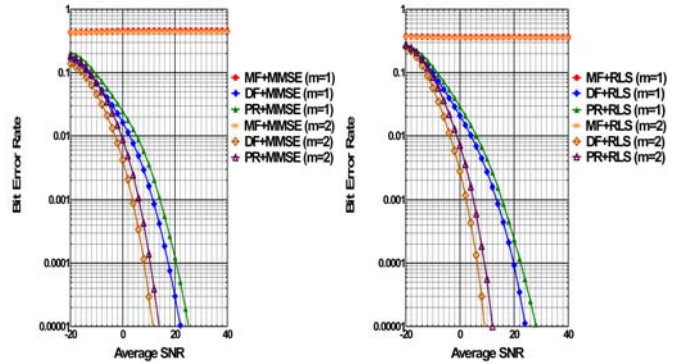 1
0.1
0.01
0.001
0.0001
0.00001
Bit Error Rate
-20 0 20 40
Average SNR
MF+MMSE (m=1)
DF+MMSE (m=1)
PR+MMSE (m=1)
MF+MMSE (m=2)
DF+MMSE (m=2)
PR+MMSE (m=2)
1
0.1
0.01
0.001
0.0001
0.00001
Bit Error Rate
-20 0 20 40
Average SNR
MF+RLS (m=1)
DF+RLS (m=1)
PR+RLS (m=1)
MF+RLS (m=2)
DF+RLS (m=2)
PR+RLS (m=2)